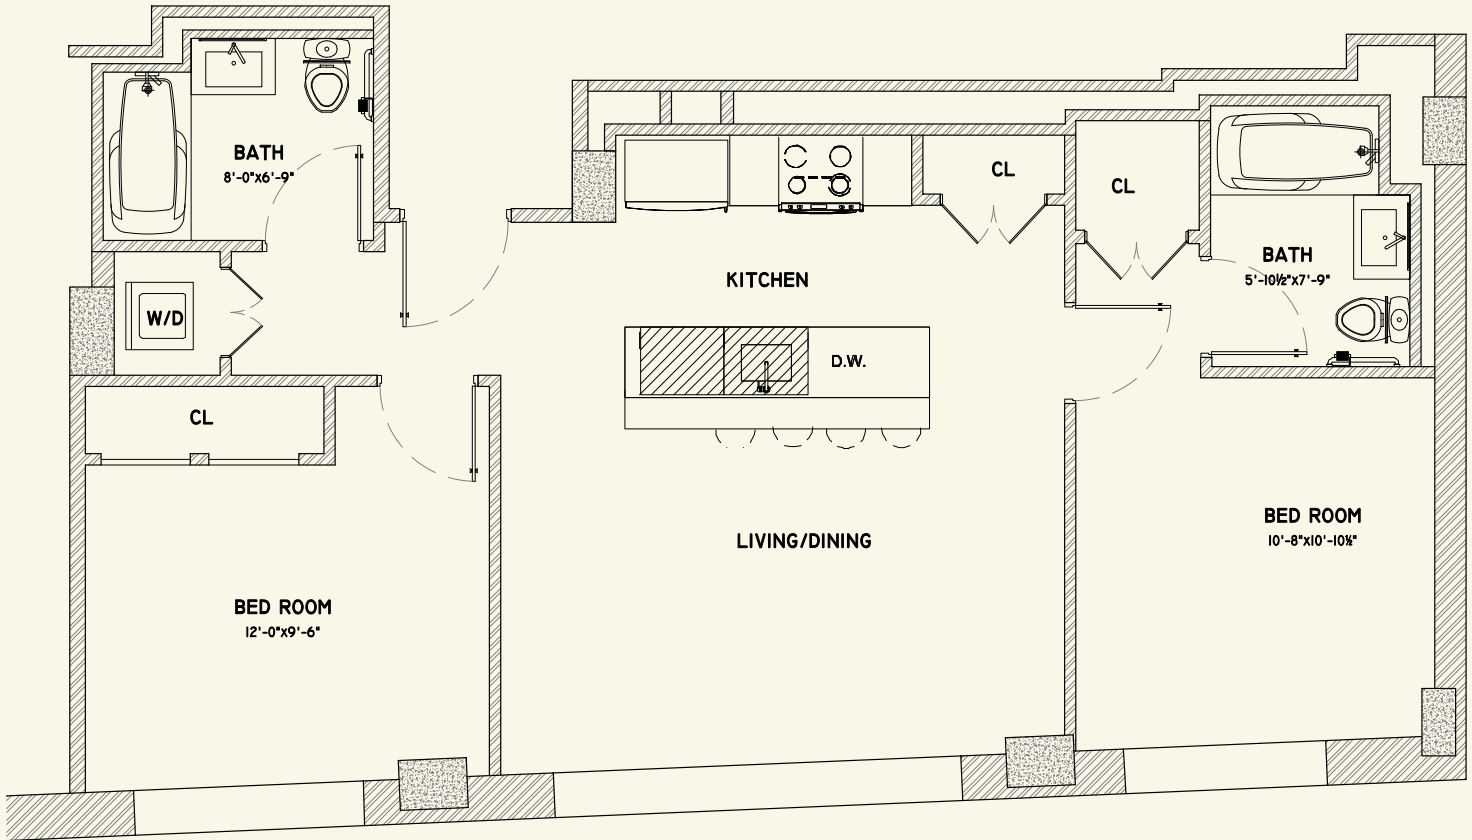 BATH
8'-0"x6'-9"
W/D
CL
BED ROOM
12'-0"x9'-6"
KITCHEN
D.W.
LIVING/DINING
CL
CL
BATH
5'-10½"x7'-9"
BED ROOM
10'-8"x10'-10½"